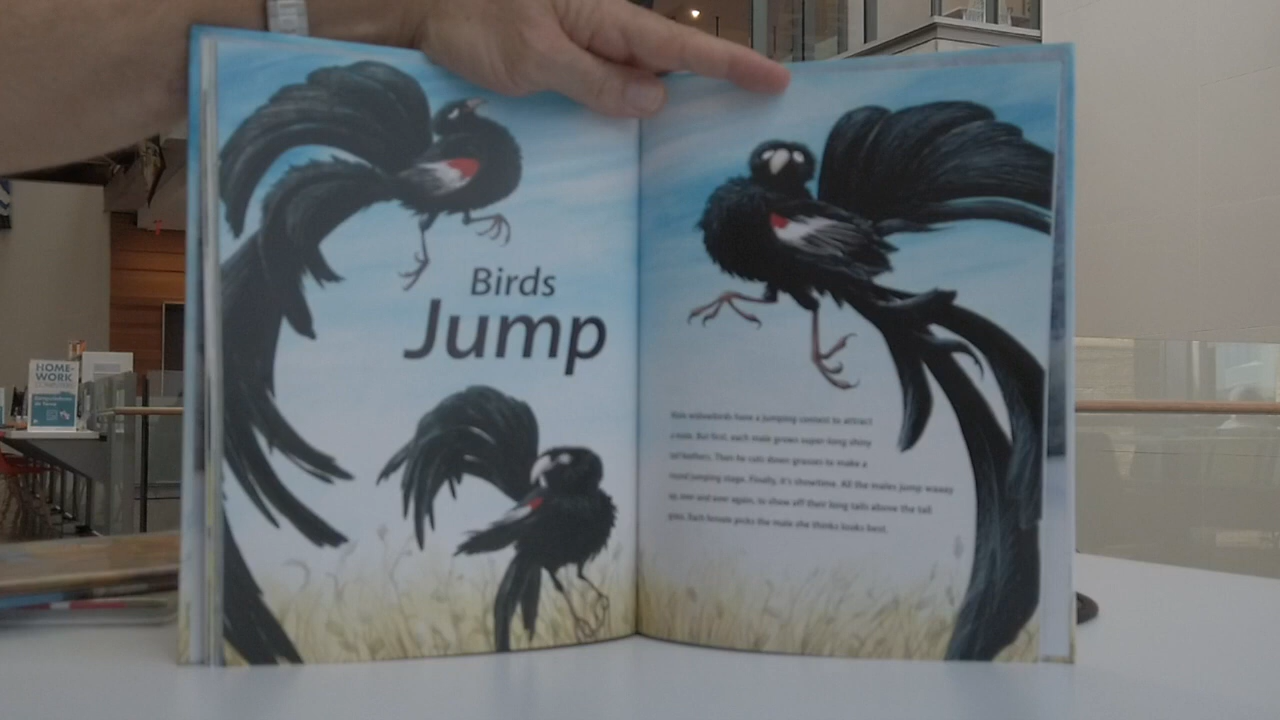 Birds
Jump
Male widowbirds have a jumping contest to attract
a mate. But first, each male grows super-long shiny
tail feathers. Then he cuts down grasses to make a
round jumping stage. Finally, it's showtime. All the males jump waaay
up, over and over again, to show off their long tails above the tall
grass. Each female picks the male she thinks looks best.
HOME-
WORK